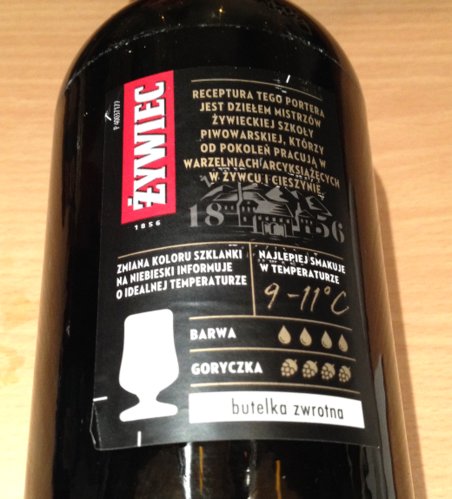 P 40037177
ŻYWIEC
1856
RECEPTURA TEGO PORTERA
JEST DZIEŁEM MISTRZÓW
ŻYWIECKIEJ SZKOŁY
PIWOWARSKIEJ, KTÓRZY
OD POKOLEŃ PRACUJĄ W
WARZELNIACH ARCYKSIĄŻĘCYCH
W ŻYWCU I CIESZYNIE
18 56
ZMIANA KOLORU SZKLANKI
NA NIEBIESKI INFORMUJE
O IDEALNEJ TEMPERATURZE
NAJLEPIEJ SMAKUJE
W TEMPERATURZE
9-11°C
BARWA
GORYCZKA
butelka zwrotna